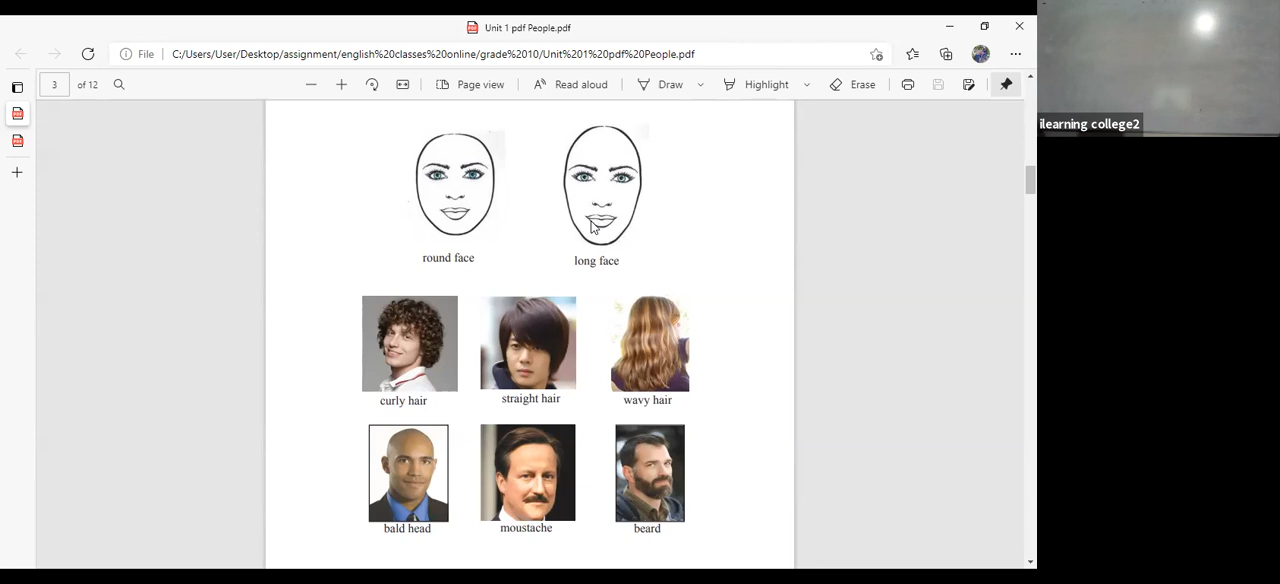 Unit 1 pdf People.pdf
File C:/Users/User/Desktop/assignment/english%20classes%20online/grade%2010/Unit%201%20pdf%20People.pdf
3 of 12 Page view Read aloud Draw Highlight Erase
ilearning college2
round face
long face
curly hair
straight hair
wavy hair
bald head
moustache
beard